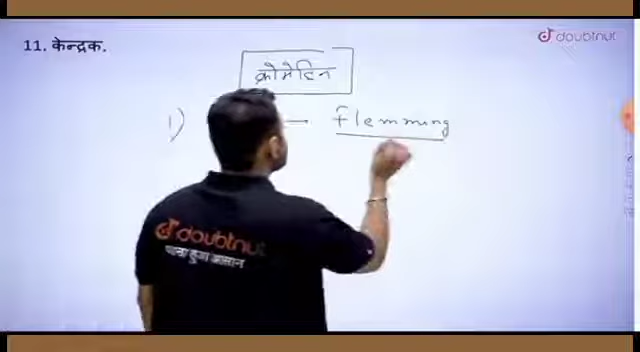 11. केन्द्रक.
doubtnut
क्रोमेटिन
1) — Flemming
doubtnut
पढ़ना हुआ आसान